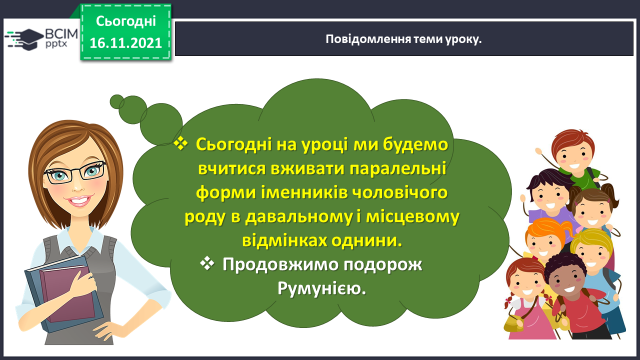 Сьогодні
16.11.2021
ВСІМ
pptx
Повідомлення теми уроку.
❖ Сьогодні на уроці ми будемо
вчитися вживати паралельні
форми іменників чоловічого
роду в давальному і місцевому
відмінках однини.
❖ Продовжимо подорож
Румунією.